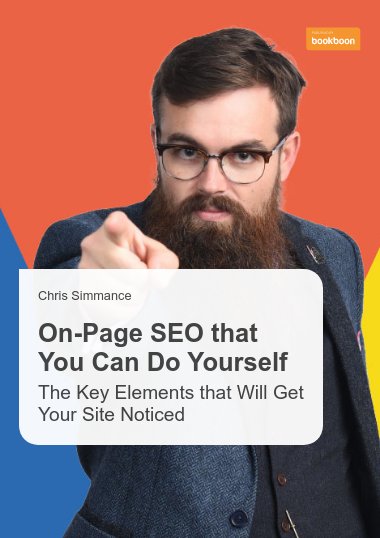 bookboon
Chris Simmance
On-Page SEO that
You Can Do Yourself
The Key Elements that Will Get
Your Site Noticed